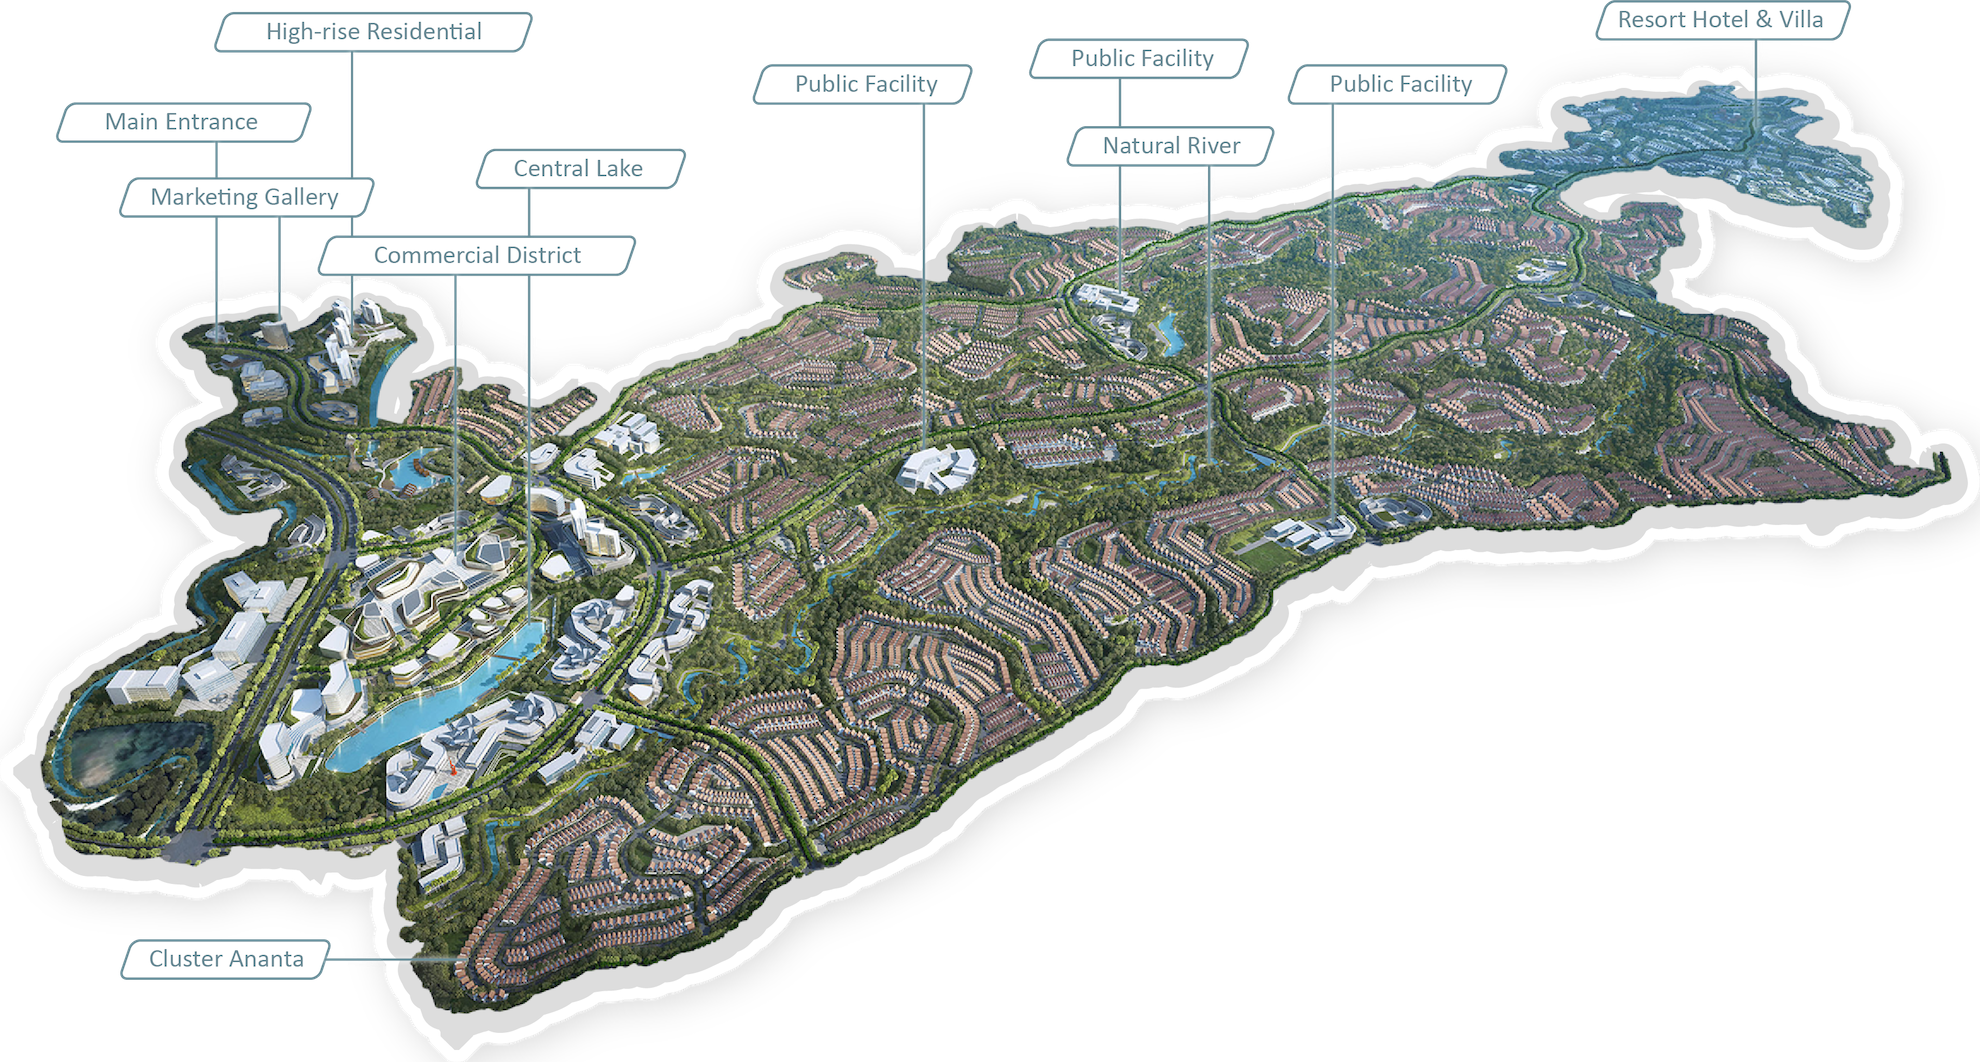 Resort Hotel & Villa
High-rise Residential
Public Facility
Public Facility
Public Facility
Main Entrance
Natural River
Central Lake
Marketing Gallery
Commercial District
Cluster Ananta